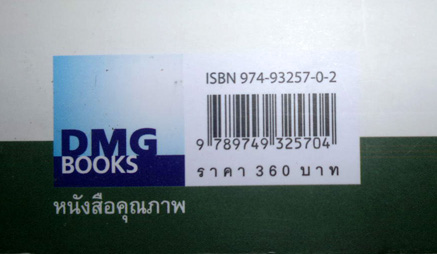 ISBN 974-93257-0-2
9 789749 325704
ราคา 360 บาท
DMG
BOOKS
หนังสือคุณภาพ